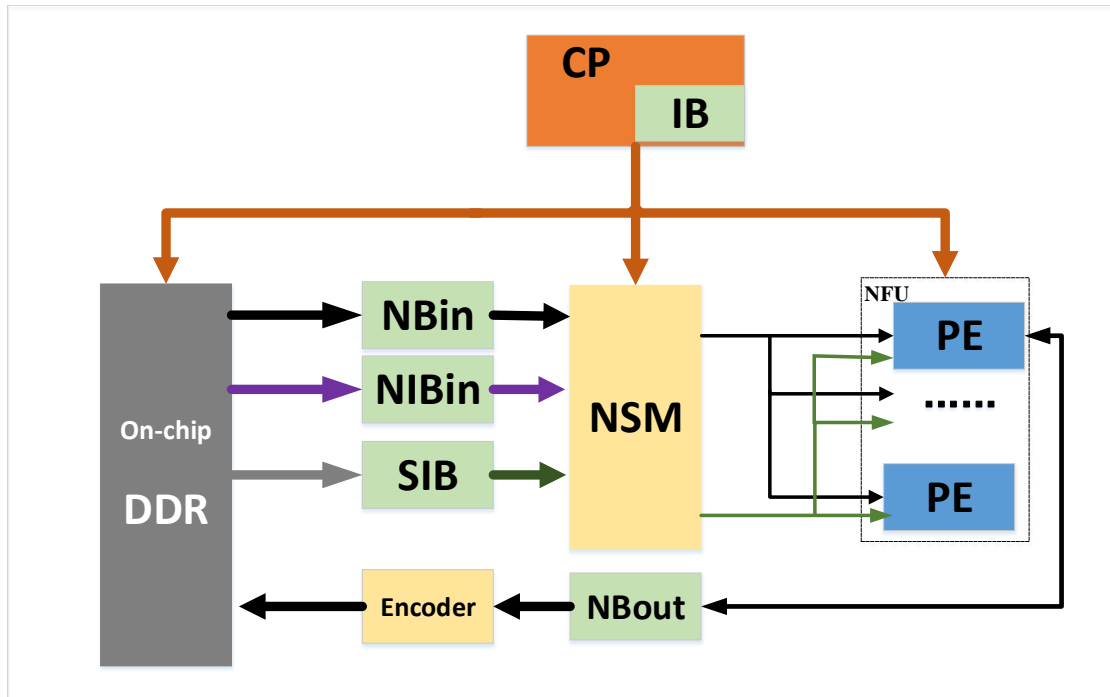 CP
IB
NBin
NIBin
SIB
On-chip
DDR
NSM
NFU
PE
......
PE
Encoder
NBout